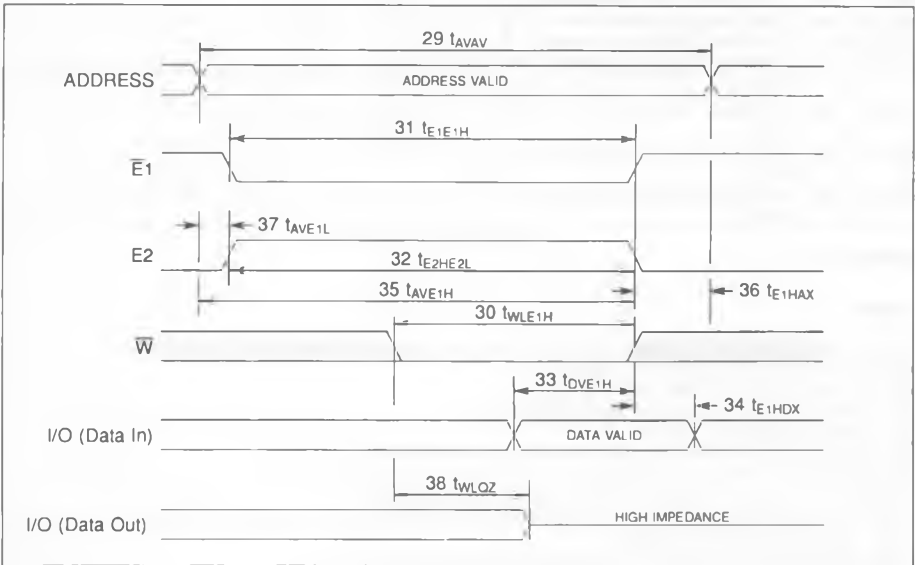 29 tAVAV
ADDRESS
ADDRESS VALID
31 tE1E1H
E̅1̅
37 tAVE1L
E2
32 tE2HE2L
35 tAVE1H
36 tE1HAX
30 tWLE1H
W̅
33 tDVE1H
34 tE1HDX
I/O (Data In)
DATA VALID
38 tWLQZ
I/O (Data Out)
HIGH IMPEDANCE